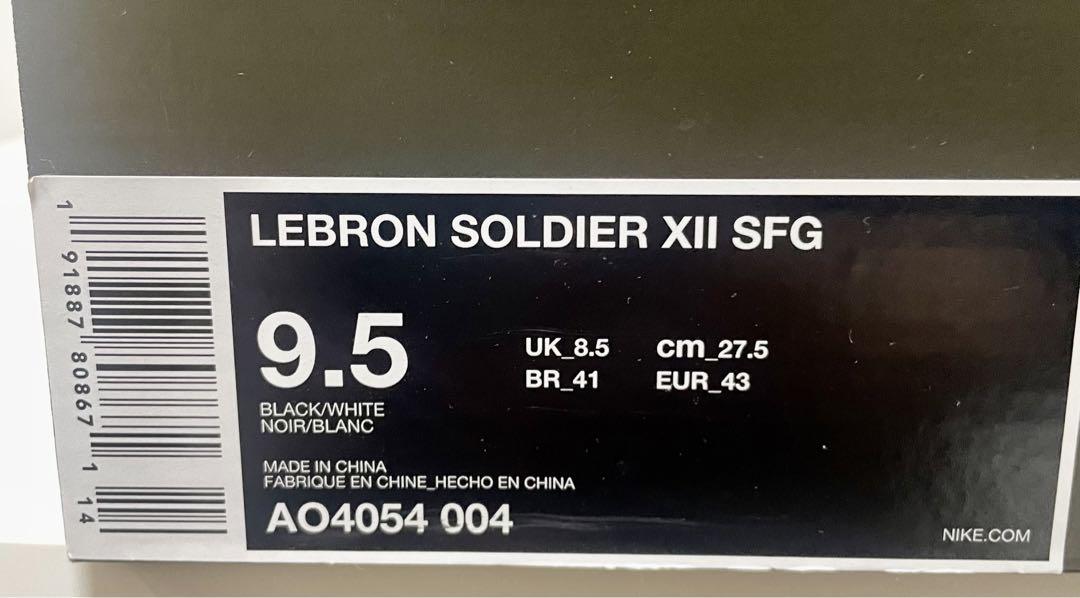 LEBRON SOLDIER XII SFG
9.5
UK_8.5 cm_27.5
BR_41 EUR_43
BLACK/WHITE
NOIR/BLANC
MADE IN CHINA
FABRIQUE EN CHINE_HECHO EN CHINA
AO4054 004
NIKE.COM
1 91887 80867 1 14